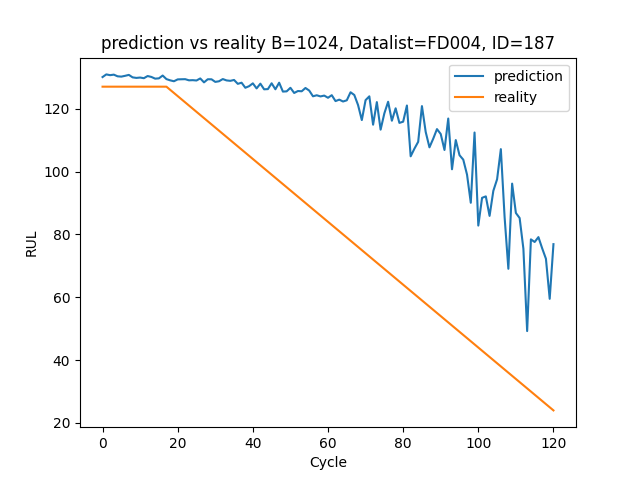 prediction vs reality B=1024, Datalist=FD004, ID=187
prediction
reality
RUL
120
100
80
60
40
20
0 20 40 60 80 100 120
Cycle